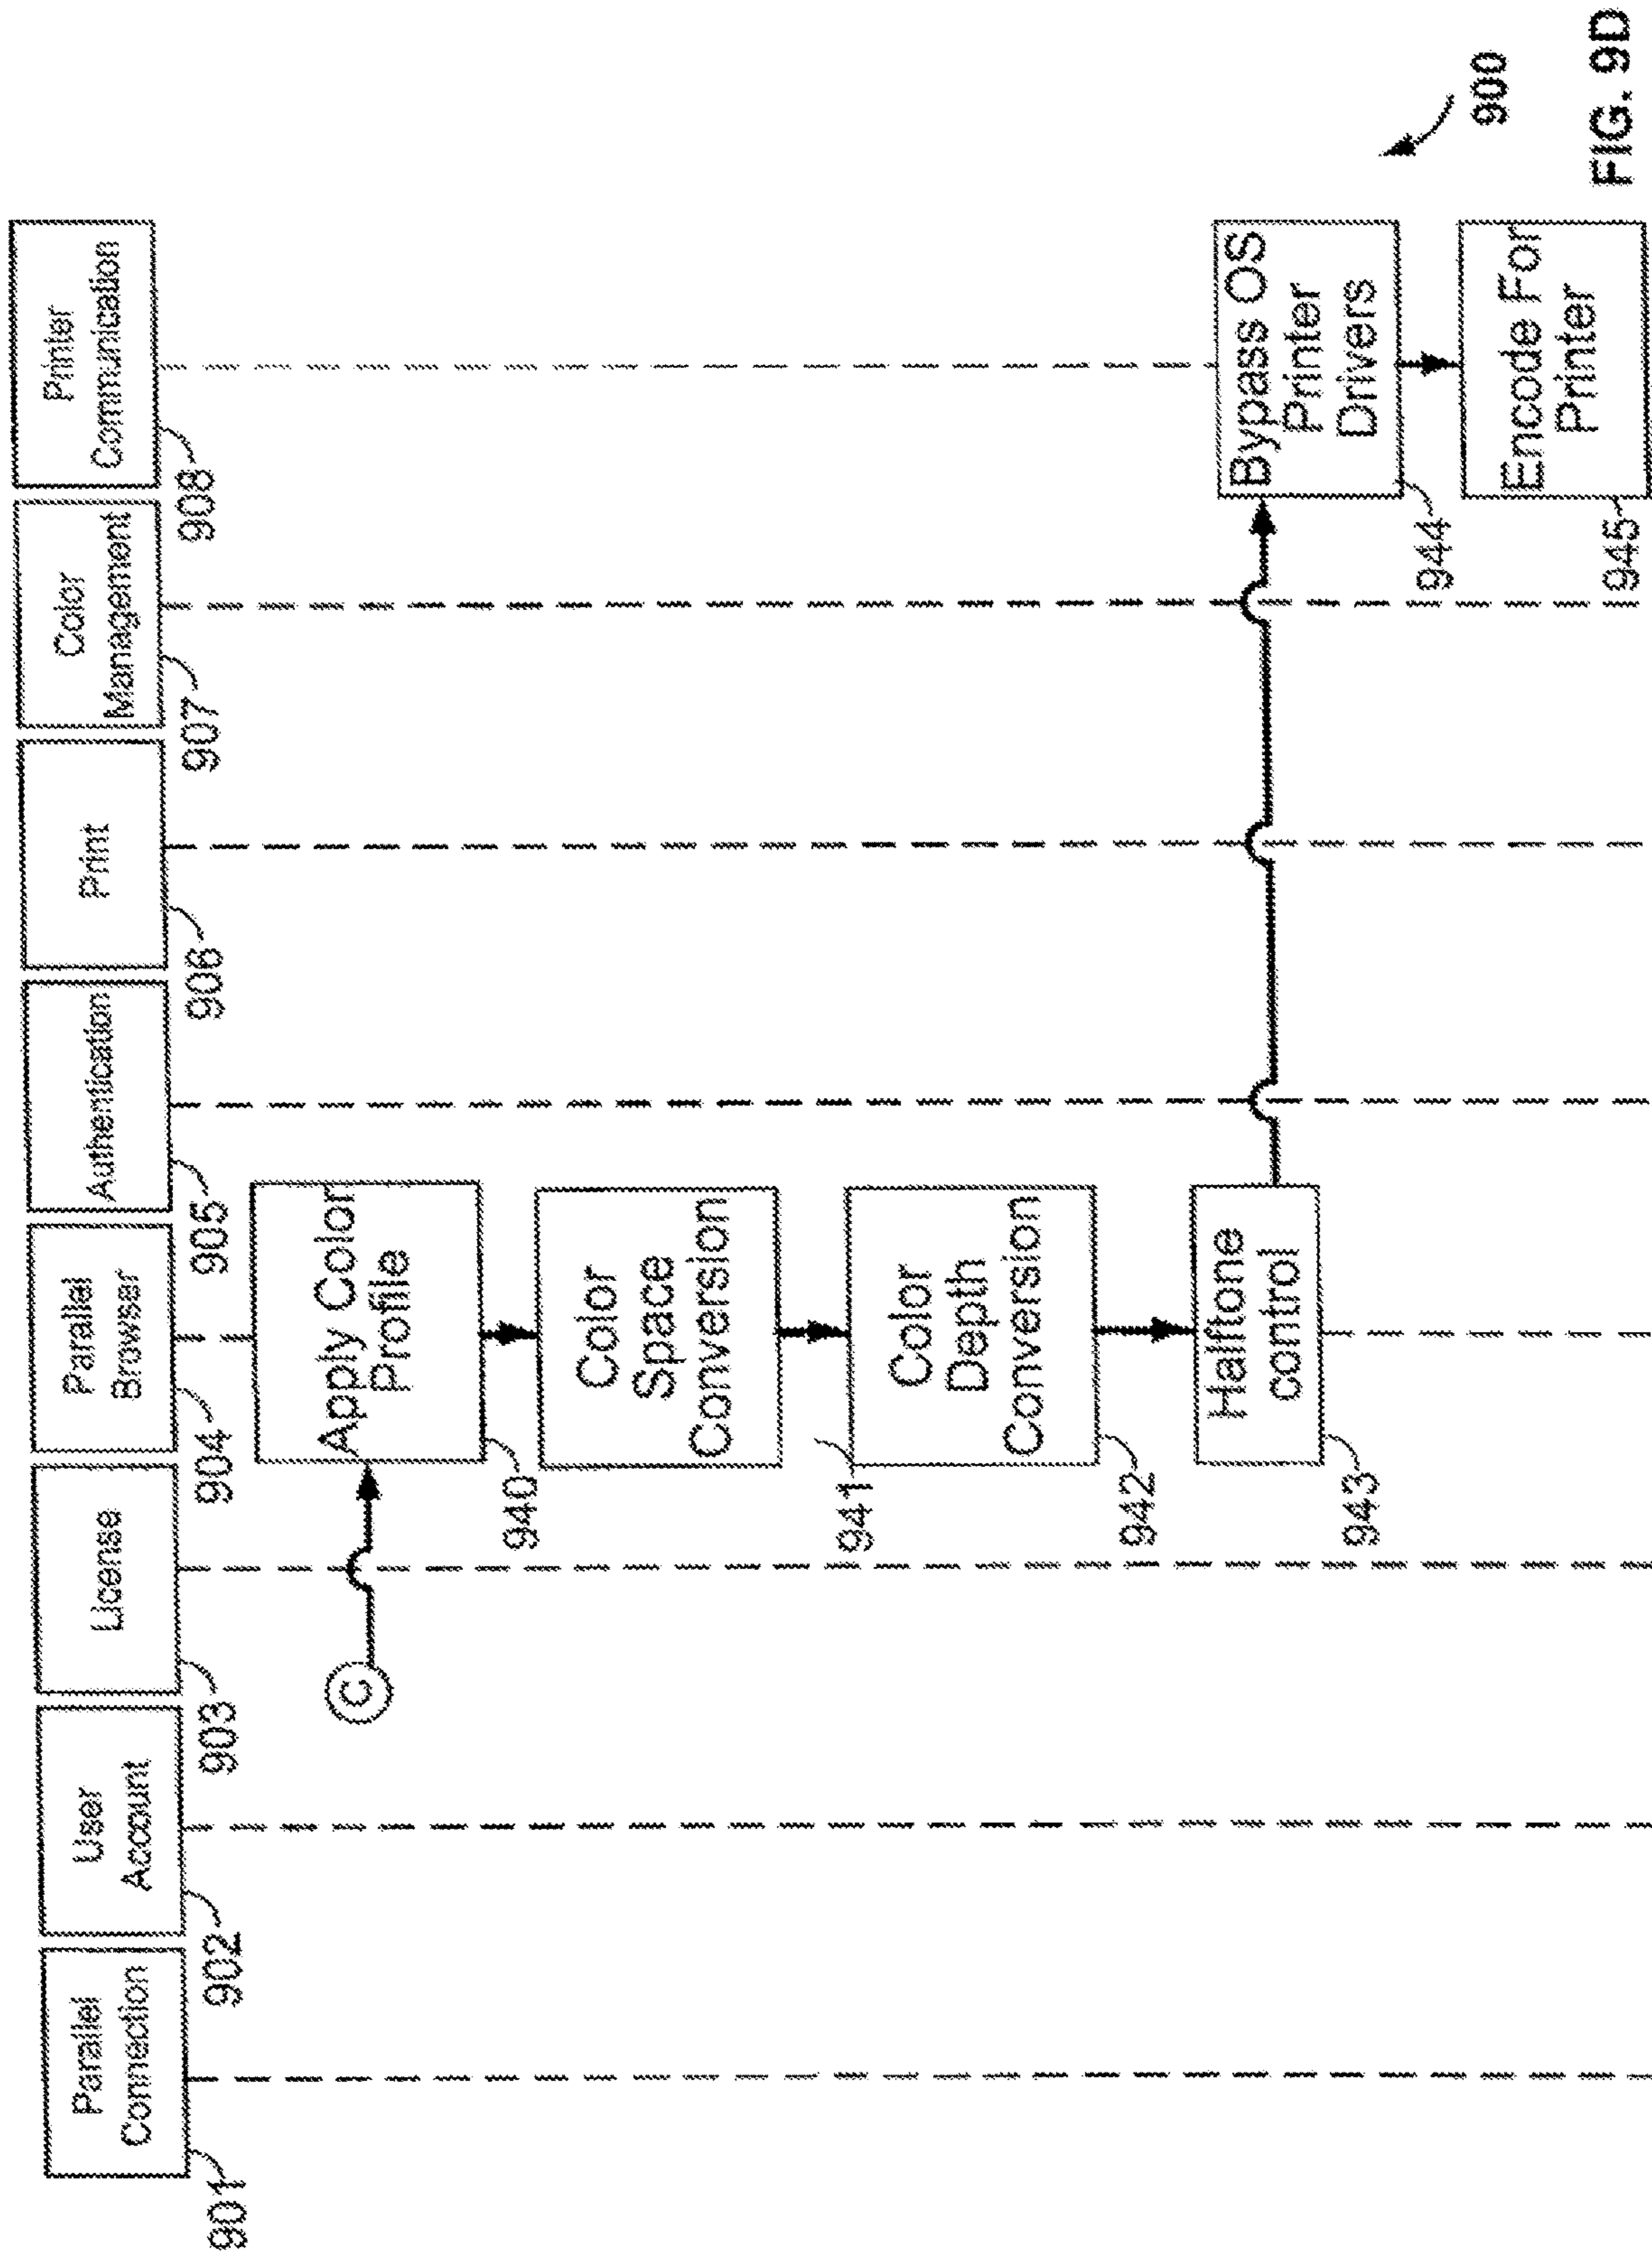 Parallel
Connection
901
User
Account
902
License
903
Parallel
Browser
904
Authentication
905
Print
906
Color
Management
907
Printer
Communication
908
C
Apply Color
Profile
940
Color
Space
Conversion
941
Color
Depth
Conversion
942
Halftone
control
943
Bypass OS
Printer
Drivers
944
Encode For
Printer
945
900
FIG. 9D